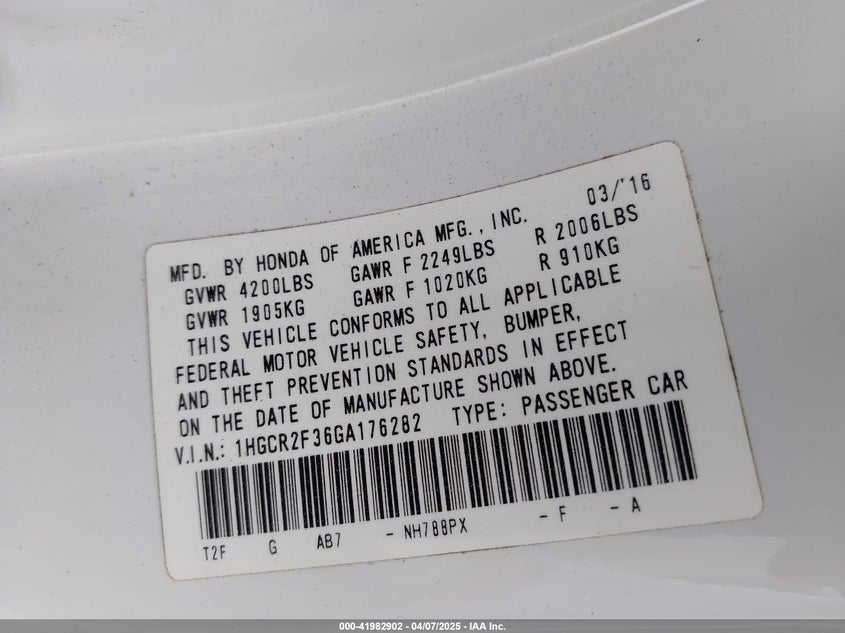 MFD. BY HONDA OF AMERICA MFG., INC. 03/'16
GVWR 4200LBS GAWR F 2249LBS R 2006LBS
GVWR 1905KG GAWR F 1020KG R 910KG
THIS VEHICLE CONFORMS TO ALL APPLICABLE
FEDERAL MOTOR VEHICLE SAFETY, BUMPER,
AND THEFT PREVENTION STANDARDS IN EFFECT
ON THE DATE OF MANUFACTURE SHOWN ABOVE.
V.I.N.: 1HGCR2F36GA176282 TYPE: PASSENGER CAR
T2F G AB7 - NH788PX - F - A
000-41982902 - 04/07/2025 - IAA Inc.